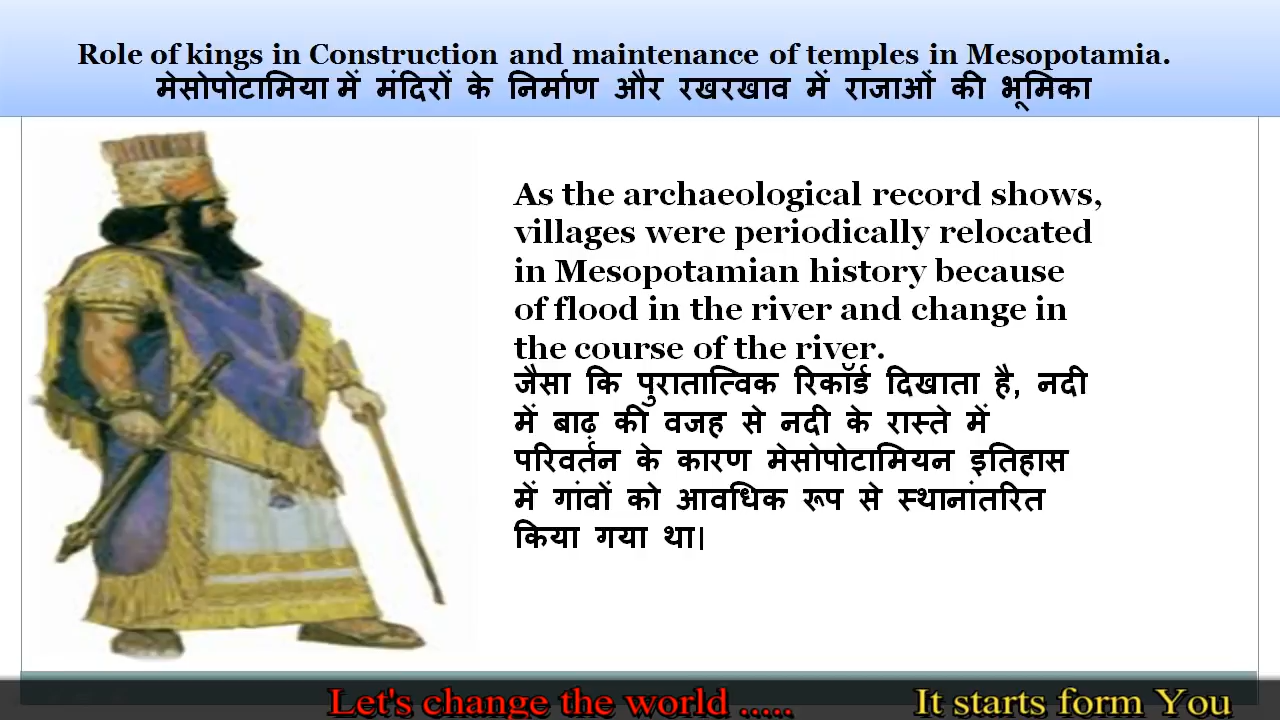 Role of kings in Construction and maintenance of temples in Mesopotamia.
मेसोपोटामिया में मंदिरों के निर्माण और रखरखाव में राजाओं की भूमिका
As the archaeological record shows,
villages were periodically relocated
in Mesopotamian history because
of flood in the river and change in
the course of the river.
जैसा कि पुरातात्विक रिकॉर्ड दिखाता है, नदी
में बाढ़ की वजह से नदी के रास्ते में
परिवर्तन के कारण मेसोपोटामियन इतिहास
में गांवों को आवधिक रूप से स्थानांतरित
किया गया था।
Let's change the world ..... It starts form You